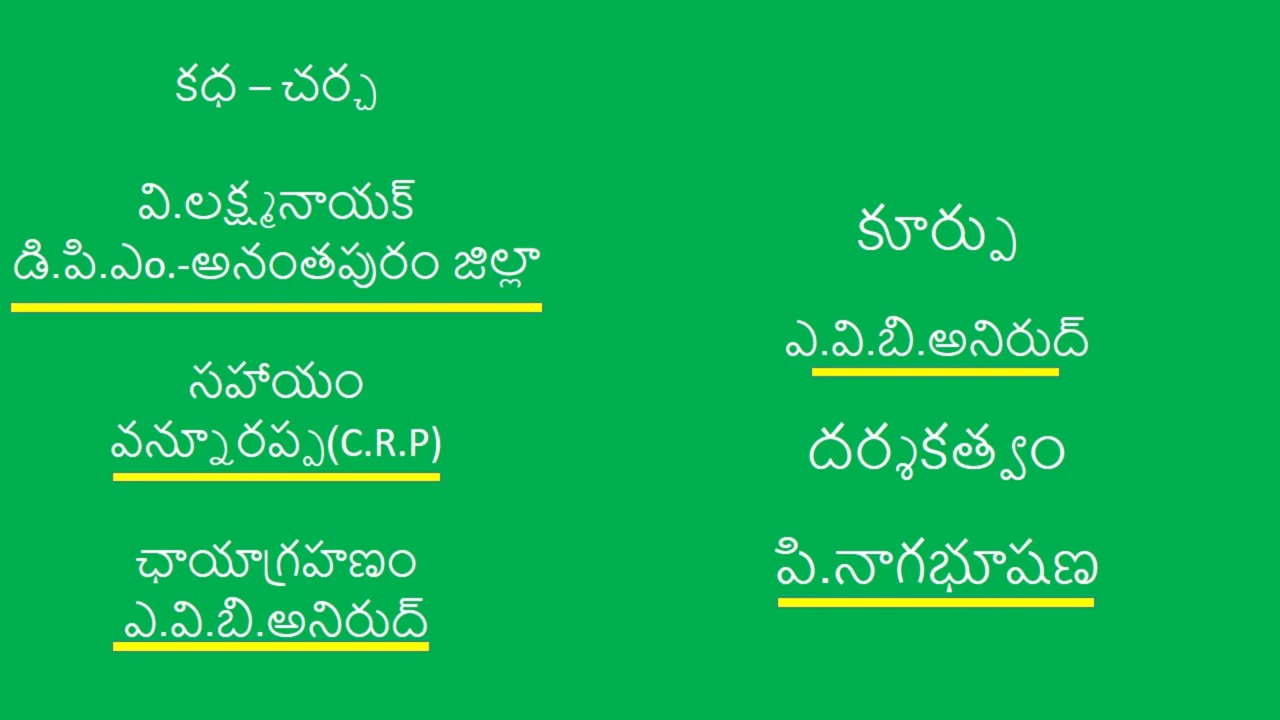 కధ – చర్చ
వి.లక్ష్మనాయక్
డి.పి.ఎం.-అనంతపురం జిల్లా
సహాయం
వన్నూరప్ప(C.R.P)
ఛాయాగ్రహణం
ఎ.వి.బి.అనిరుద్
కూర్పు
ఎ.వి.బి.అనిరుద్
దర్శకత్వం
పి.నాగభూషణ